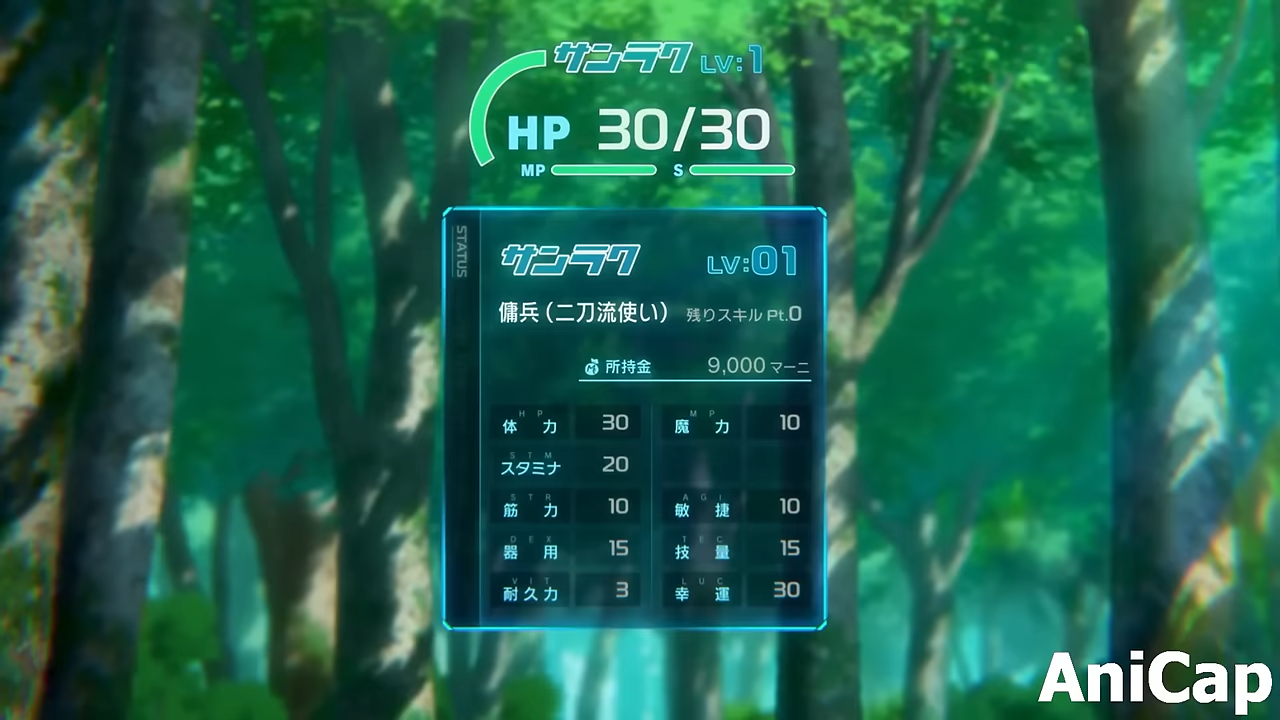 サンラク LV:1
HP 30/30
MP S
STATUS
サンラク LV:01
傭兵(二刀流使い) 残りスキル Pt.0
所持金 9,000 マーニ
HP MP
体力 30 魔力 10
STM
スタミナ 20
STR AGI
筋力 10 敏捷 10
DEX TEC
器用 15 技量 15
VIT LUC
耐久力 3 幸運 30
AniCap